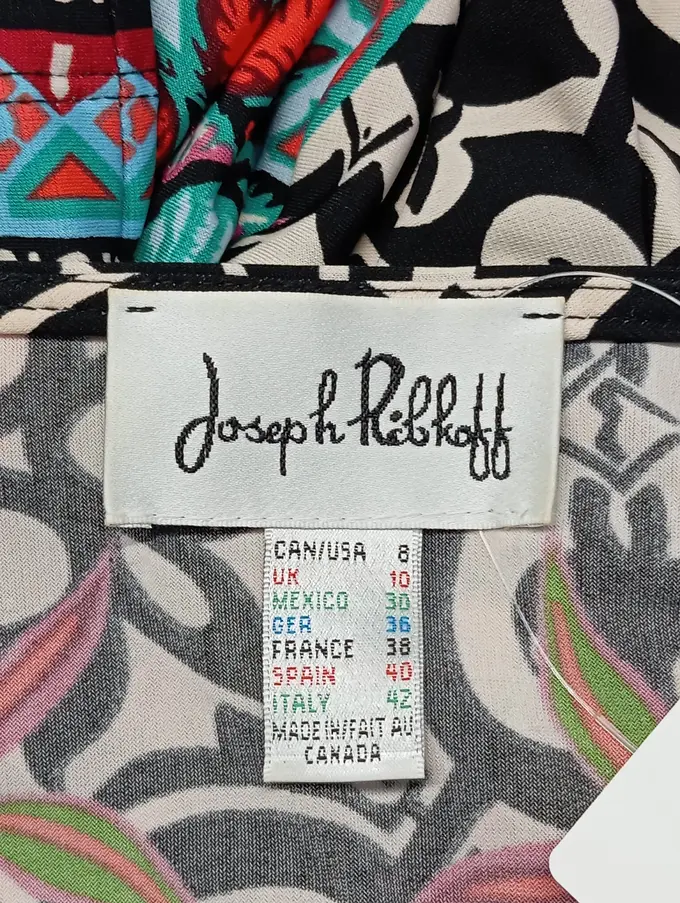 Joseph Ribkoff
CAN/USA 8
UK 10
MEXICO 30
GER 36
FRANCE 38
SPAIN 40
ITALY 42
MADE IN/FAIT AU
CANADA